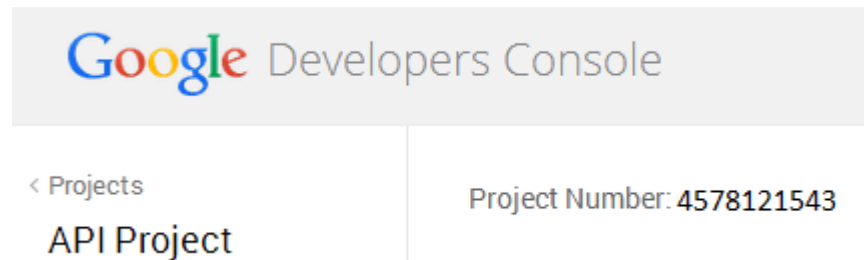 Google Developers Console
< Projects
API Project
Project Number: 4578121543